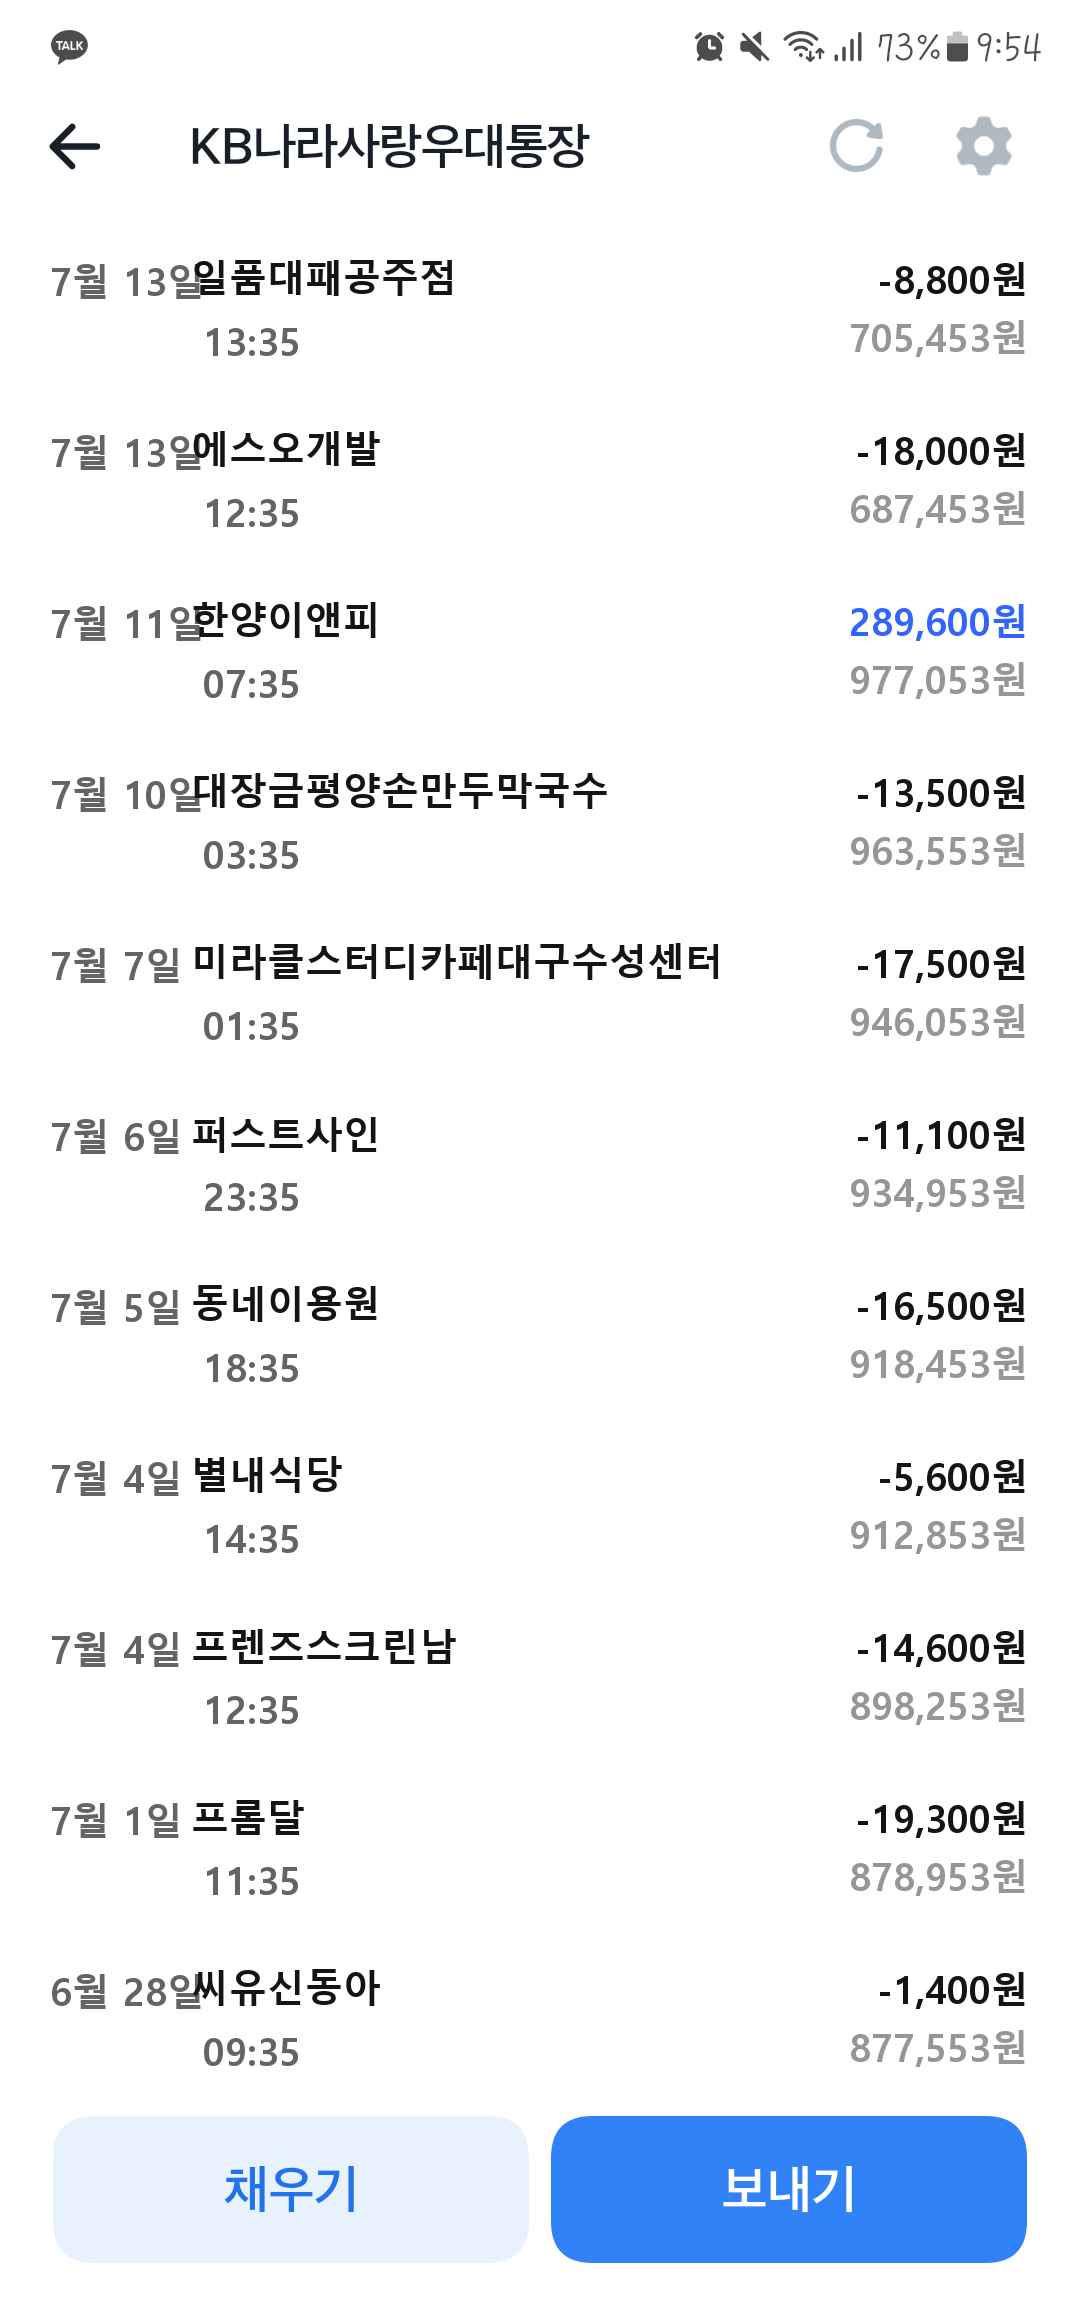 TALK 73% 9:54
KB나라사랑우대통장
7월 13일 일품대패공주점 -8,800원
13:35 705,453원
7월 13일 에스오개발 -18,000원
12:35 687,453원
7월 11일 한양이앤피 289,600원
07:35 977,053원
7월 10일 대장금평양손만두막국수 -13,500원
03:35 963,553원
7월 7일 미라클스터디카페대구수성센터 -17,500원
01:35 946,053원
7월 6일 퍼스트사인 -11,100원
23:35 934,953원
7월 5일 동네이용원 -16,500원
18:35 918,453원
7월 4일 별내식당 -5,600원
14:35 912,853원
7월 4일 프렌즈스크린남 -14,600원
12:35 898,253원
7월 1일 프롬달 -19,300원
11:35 878,953원
6월 28일 씨유신동아 -1,400원
09:35 877,553원
채우기 보내기